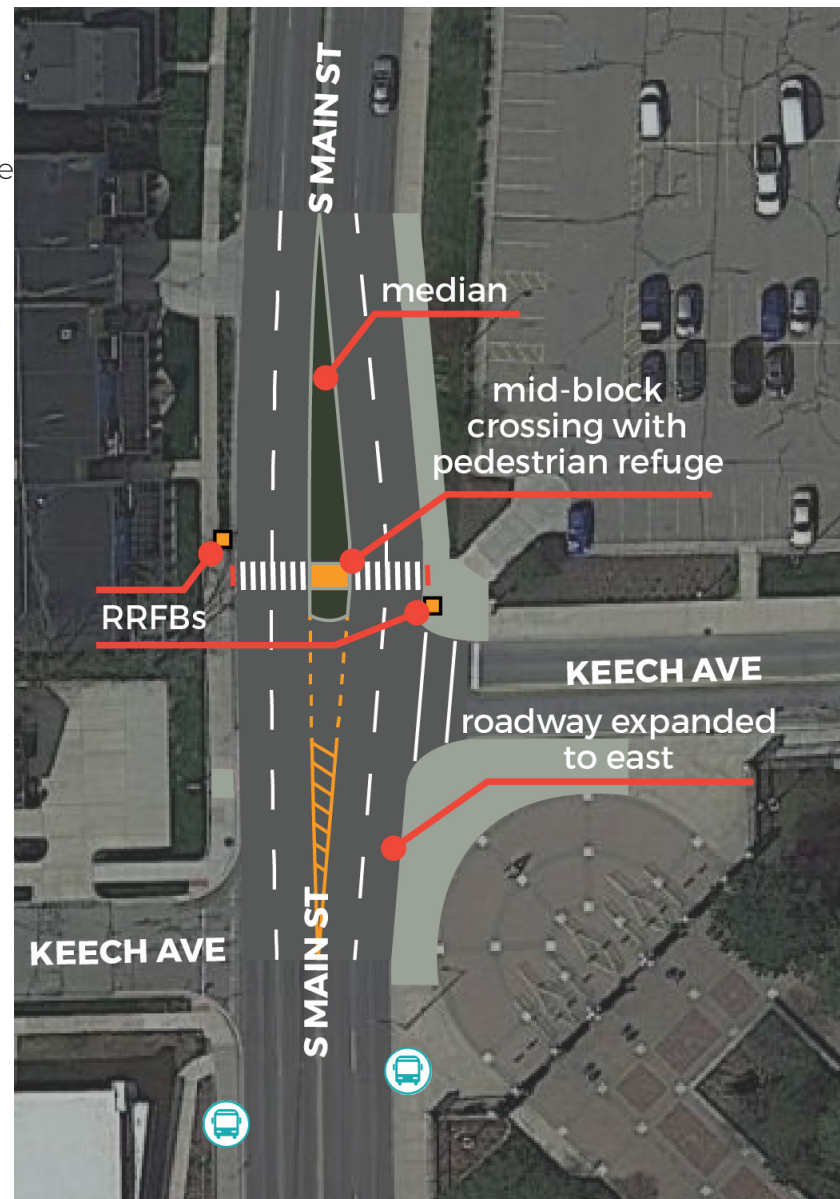 S MAIN ST
e
median
mid-block
crossing with
pedestrian refuge
RRFBs
KEECH AVE
roadway expanded
to east
S MAIN ST
KEECH AVE